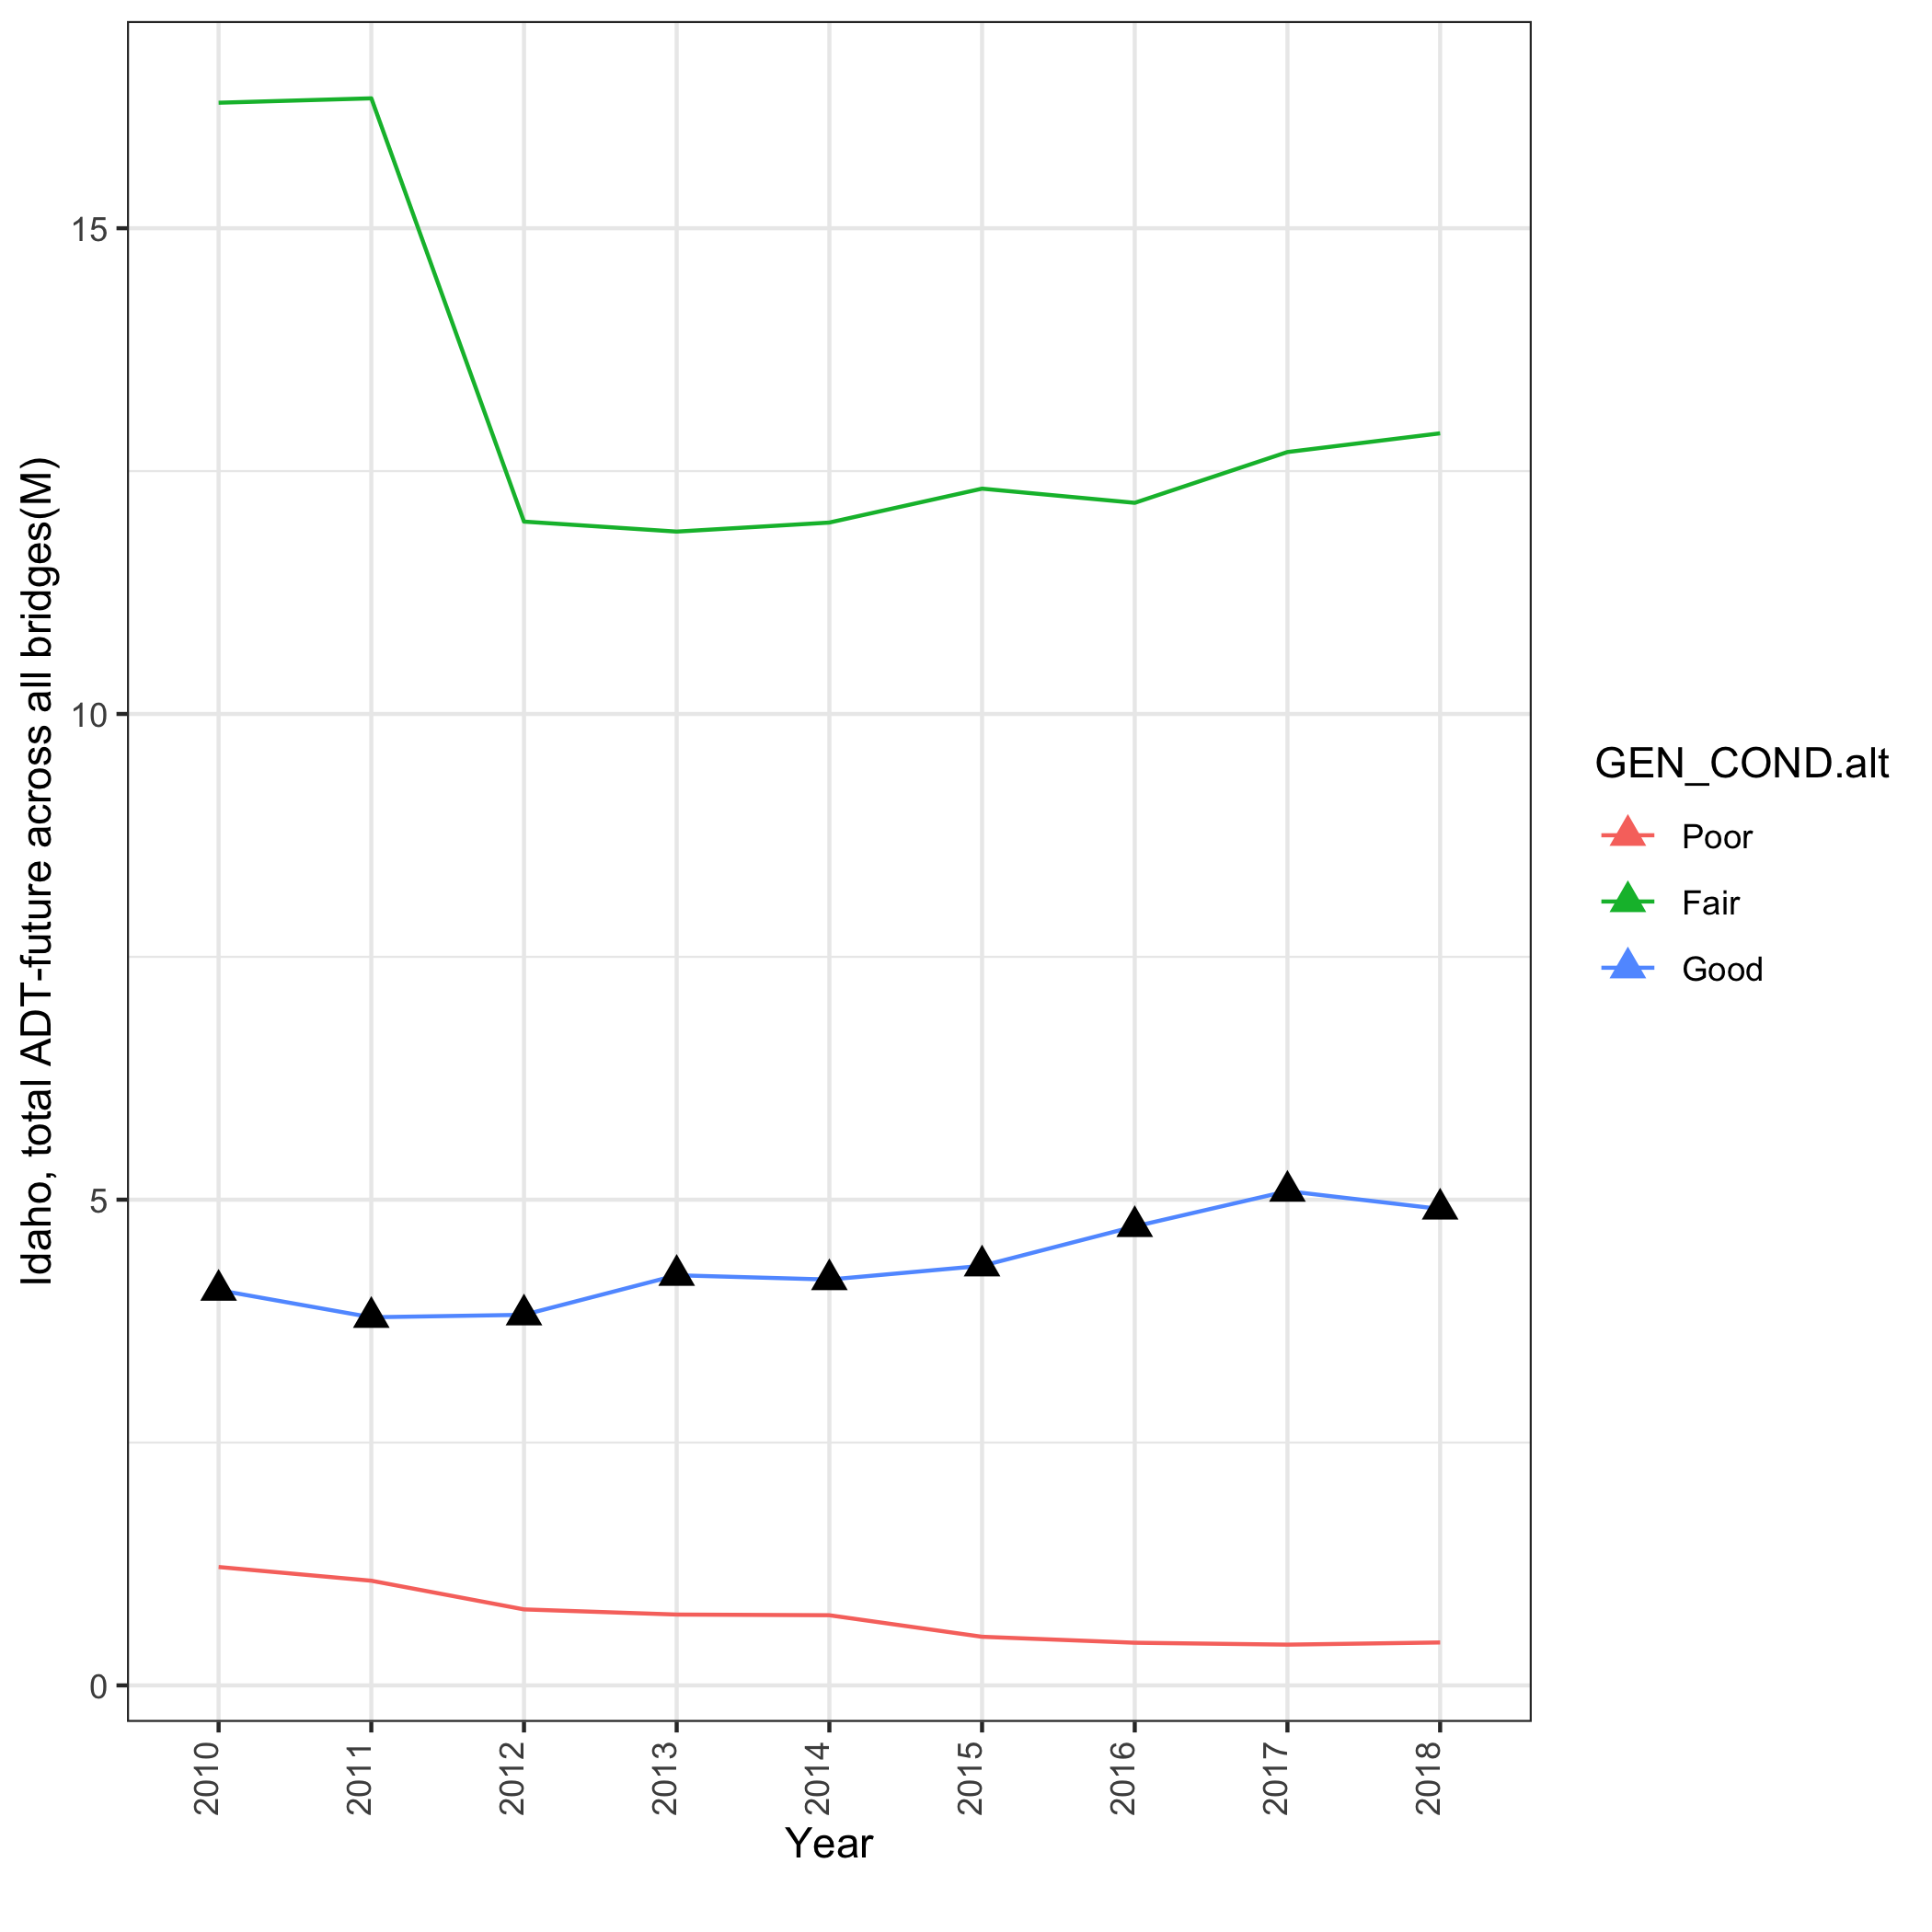 Idaho, total ADT-future across all bridges(M)
15
10
5
0
2010
2011
2012
2013
2014
2015
2016
2017
2018
Year
GEN_COND.alt
Poor
Fair
Good